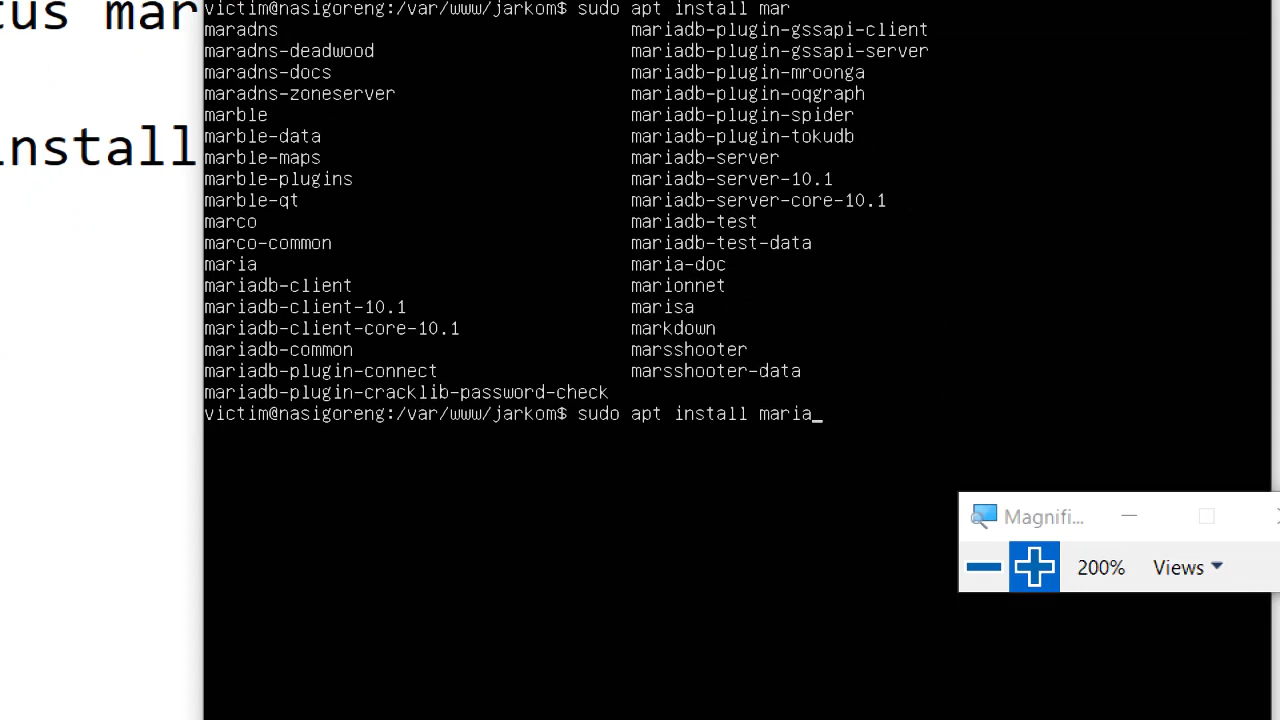 tus mar
install
victim@nasigoreng:/var/www/jarkom$ sudo apt install mar
maradns mariadb-plugin-gssapi-client
maradns-deadwood mariadb-plugin-gssapi-server
maradns-docs mariadb-plugin-mroonga
maradns-zoneserver mariadb-plugin-oqgraph
marble mariadb-plugin-spider
marble-data mariadb-plugin-tokudb
marble-maps mariadb-server
marble-plugins mariadb-server-10.1
marble-qt mariadb-server-core-10.1
marco mariadb-test
marco-common mariadb-test-data
maria maria-doc
mariadb-client marionnet
mariadb-client-10.1 marisa
mariadb-client-core-10.1 markdown
mariadb-common marsshooter
mariadb-plugin-connect marsshooter-data
mariadb-plugin-cracklib-password-check
victim@nasigoreng:/var/www/jarkom$ sudo apt install maria_
Magnifi...
200% Views